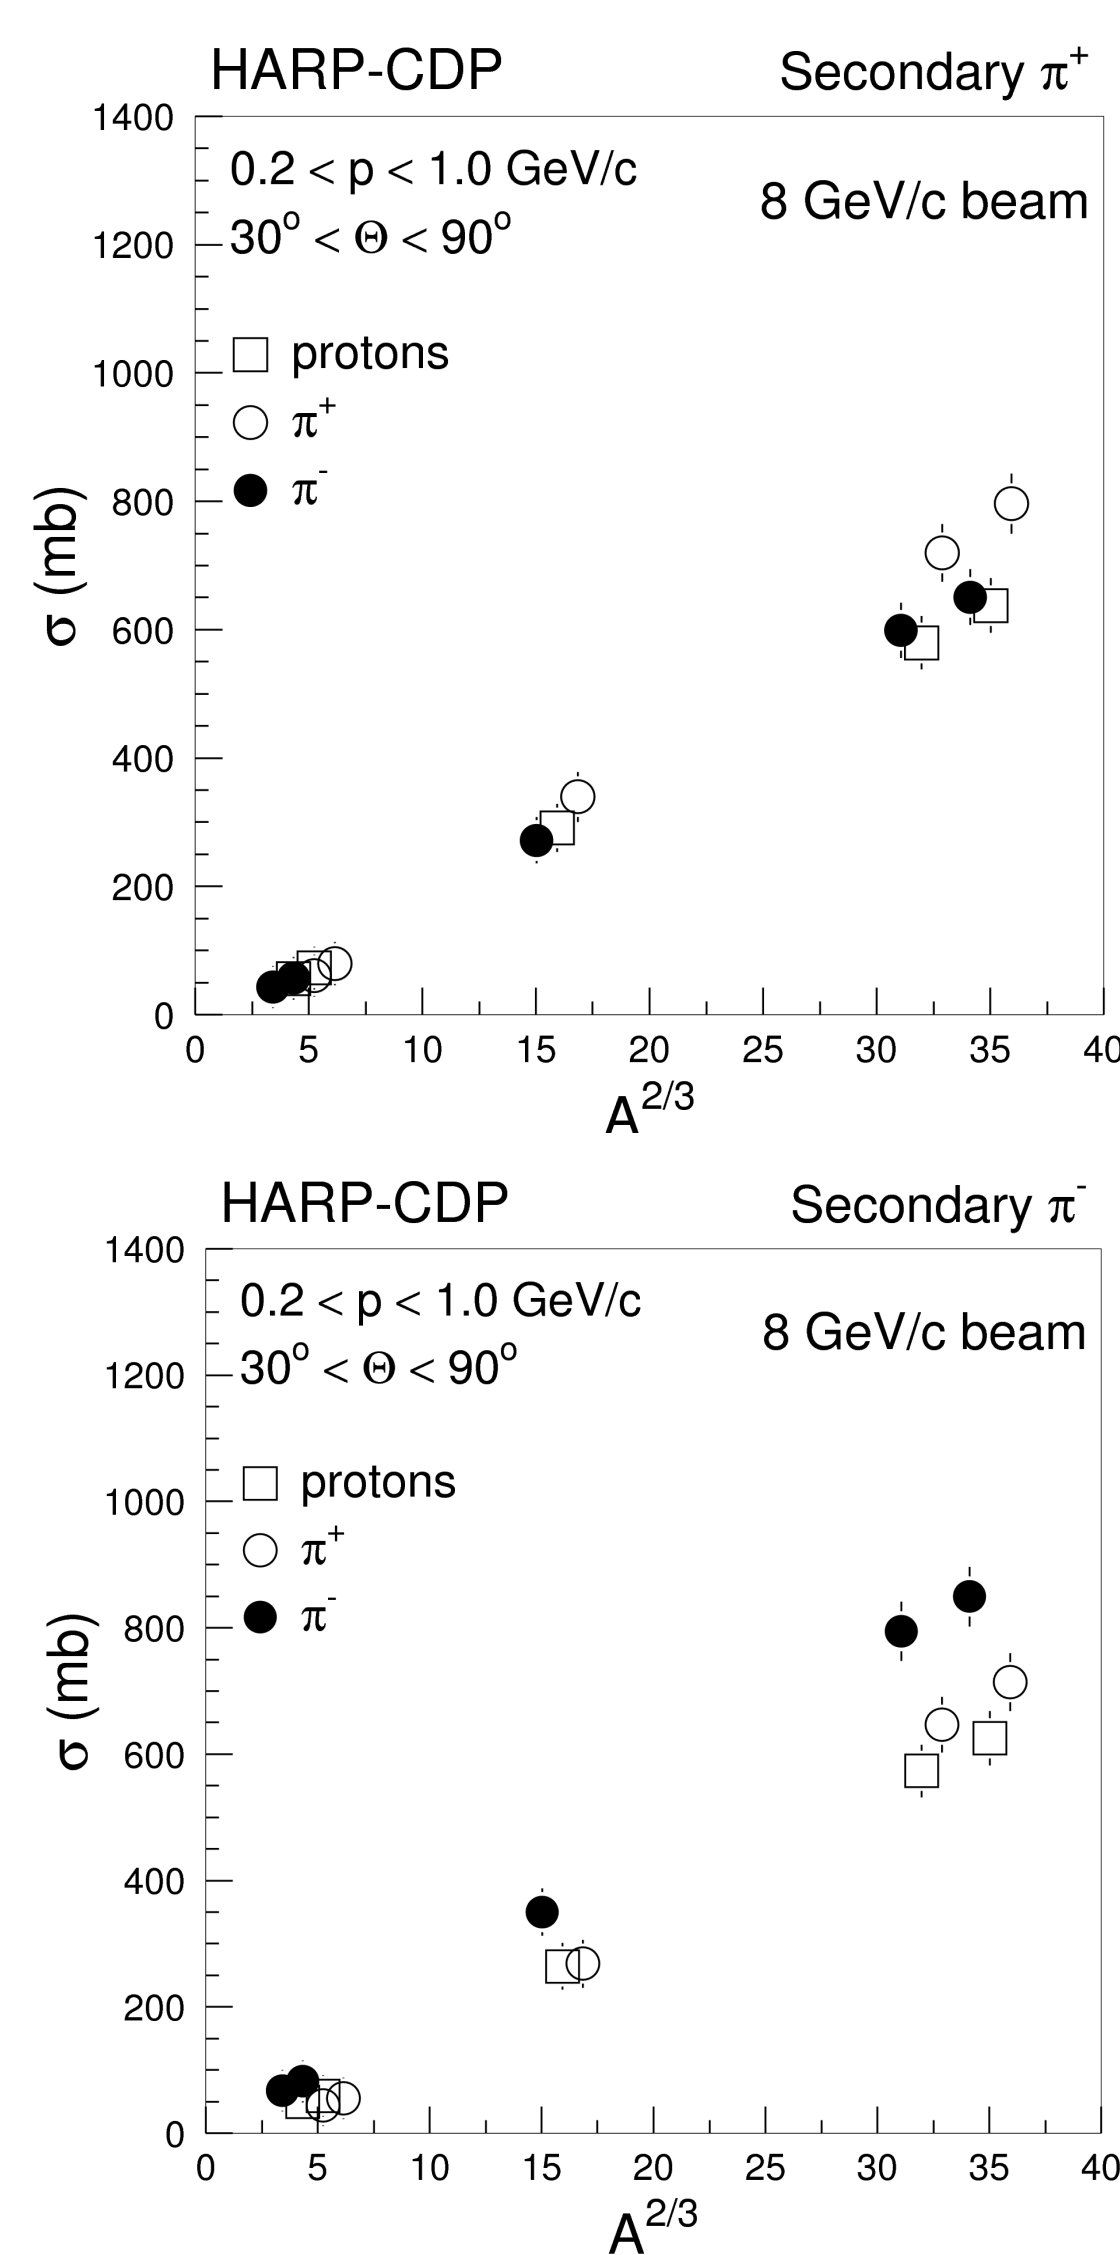 HARP-CDP Secondary π⁺
1400
0.2 < p < 1.0 GeV/c
8 GeV/c beam
1200
30° < Θ < 90°
protons
1000
π⁺
π⁻
800
σ (mb)
600
400
200
0
0 5 10 15 20 25 30 35 40
A^2/3
HARP-CDP Secondary π⁻
1400
0.2 < p < 1.0 GeV/c
8 GeV/c beam
1200
30° < Θ < 90°
protons
1000
π⁺
π⁻
800
σ (mb)
600
400
200
0
0 5 10 15 20 25 30 35 40
A^2/3